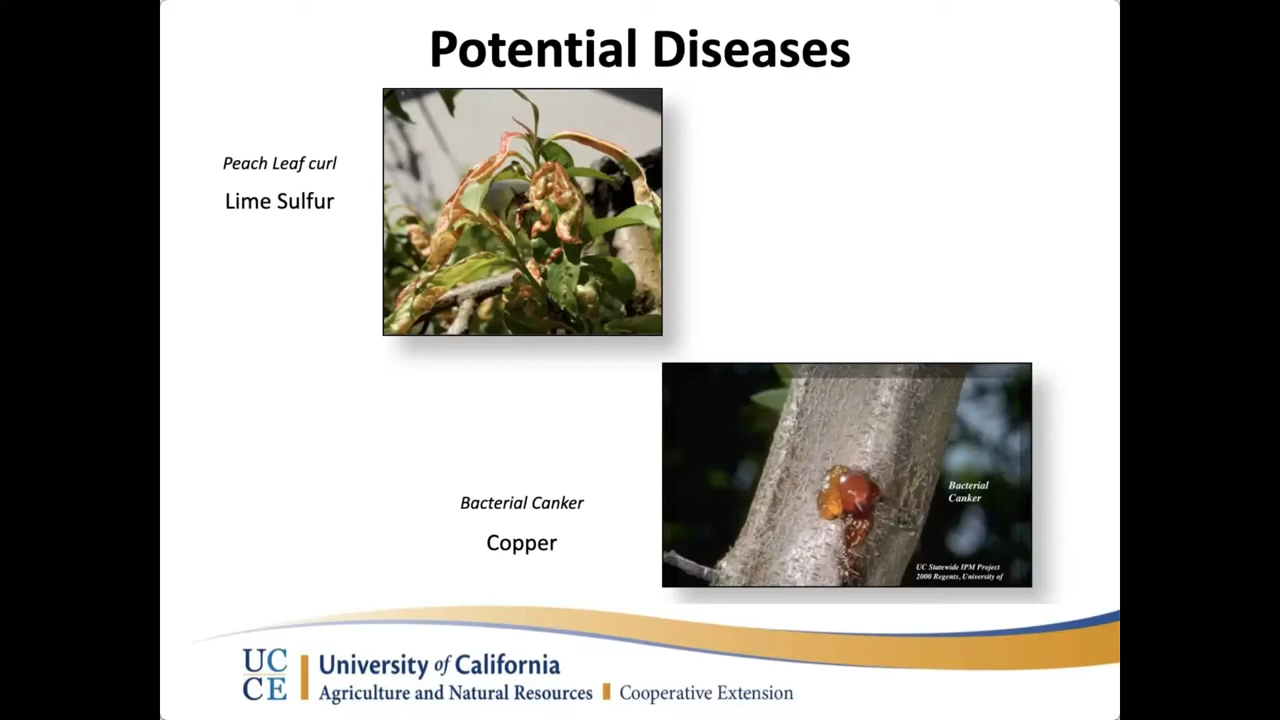 Potential Diseases
Peach Leaf curl
Lime Sulfur
Bacterial Canker
Copper
Bacterial
Canker
UC Statewide IPM Project
2000 Regents, University of
UC
CE
University of California
Agriculture and Natural Resources
Cooperative Extension